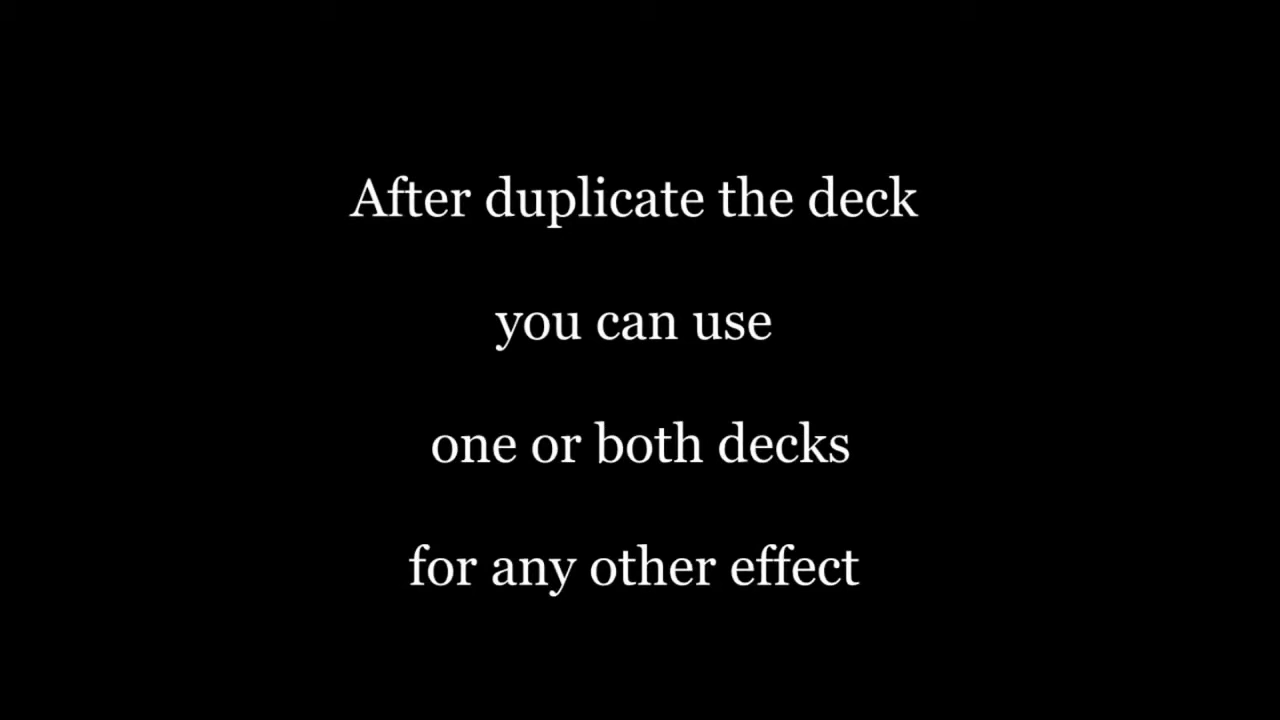 After duplicate the deck
you can use
one or both decks
for any other effect